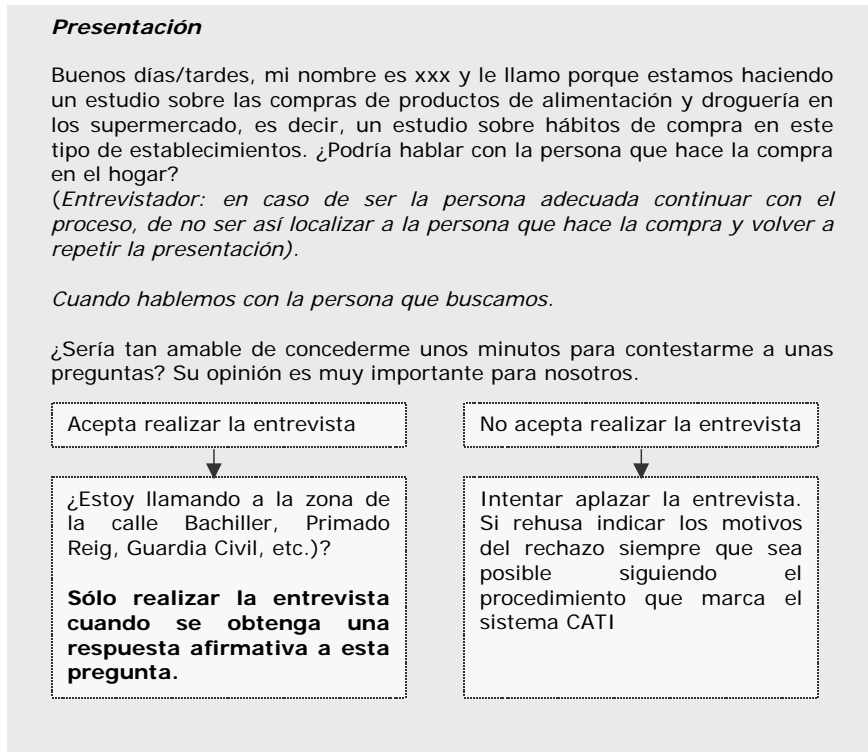 Presentación
Buenos días/tardes, mi nombre es xxx y le llamo porque estamos haciendo
un estudio sobre las compras de productos de alimentación y droguería en
los supermercado, es decir, un estudio sobre hábitos de compra en este
tipo de establecimientos. ¿Podría hablar con la persona que hace la compra
en el hogar?
(Entrevistador: en caso de ser la persona adecuada continuar con el
proceso, de no ser así localizar a la persona que hace la compra y volver a
repetir la presentación).
Cuando hablemos con la persona que buscamos.
¿Sería tan amable de concederme unos minutos para contestarme a unas
preguntas? Su opinión es muy importante para nosotros.
Acepta realizar la entrevista
¿Estoy llamando a la zona de
la calle Bachiller, Primado
Reig, Guardia Civil, etc.)?
Sólo realizar la entrevista
cuando se obtenga una
respuesta afirmativa a esta
pregunta.
No acepta realizar la entrevista
Intentar aplazar la entrevista.
Si rehusa indicar los motivos
del rechazo siempre que sea
posible siguiendo el
procedimiento que marca el
sistema CATI